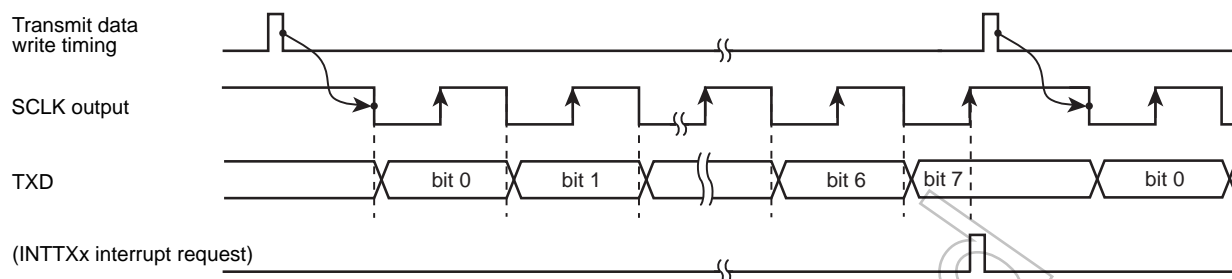 Transmit data
write timing
SCLK output
TXD
bit 0
bit 1
bit 6
bit 7
bit 0
(INTTXx interrupt request)